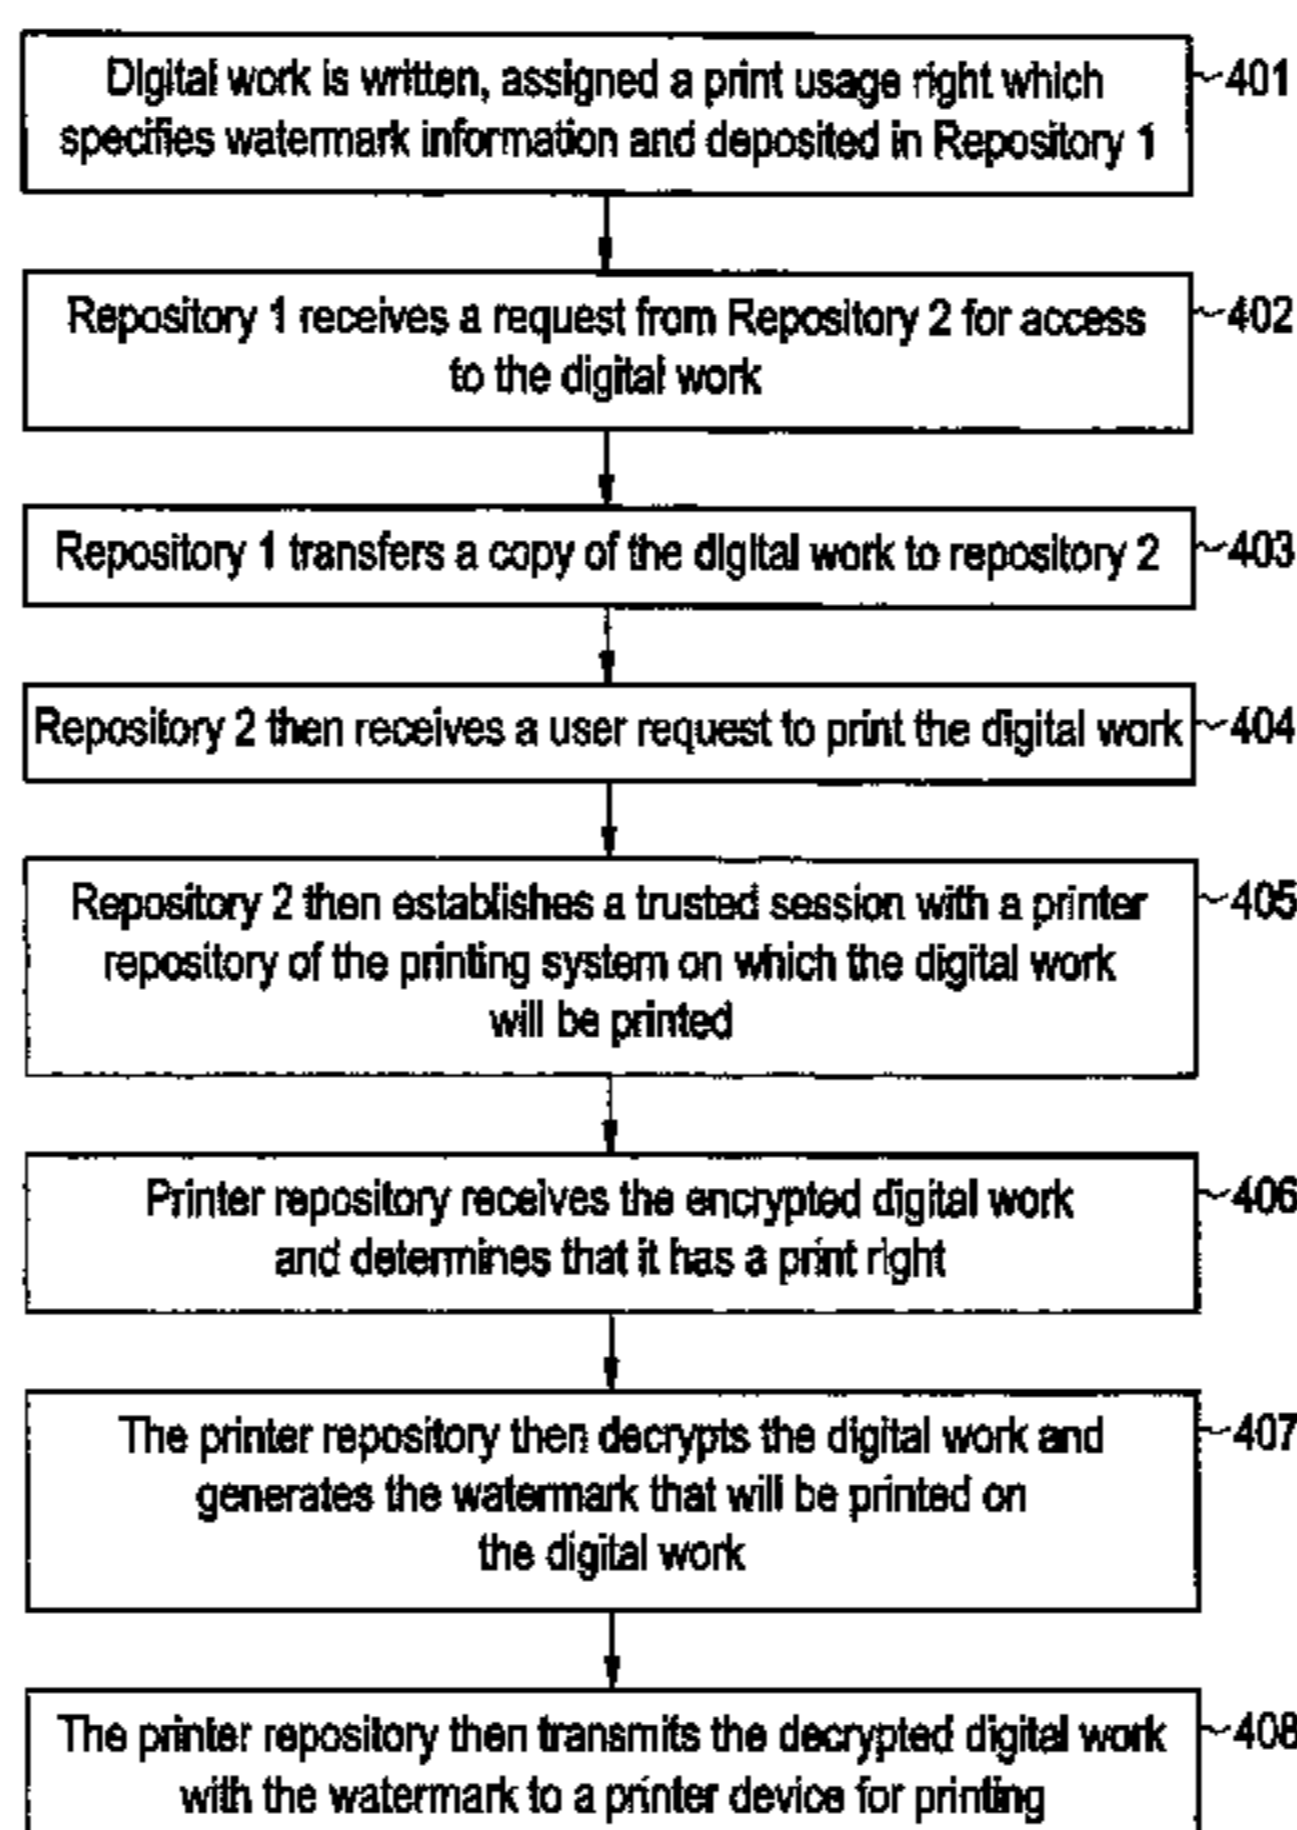 Digital work is written, assigned a print usage right which
specifies watermark information and deposited in Repository 1
401
Repository 1 receives a request from Repository 2 for access
to the digital work
402
Repository 1 transfers a copy of the digital work to repository 2
403
Repository 2 then receives a user request to print the digital work
404
Repository 2 then establishes a trusted session with a printer
repository of the printing system on which the digital work
will be printed
405
Printer repository receives the encrypted digital work
and determines that it has a print right
406
The printer repository then decrypts the digital work and
generates the watermark that will be printed on
the digital work
407
The printer repository then transmits the decrypted digital work
with the watermark to a printer device for printing
408